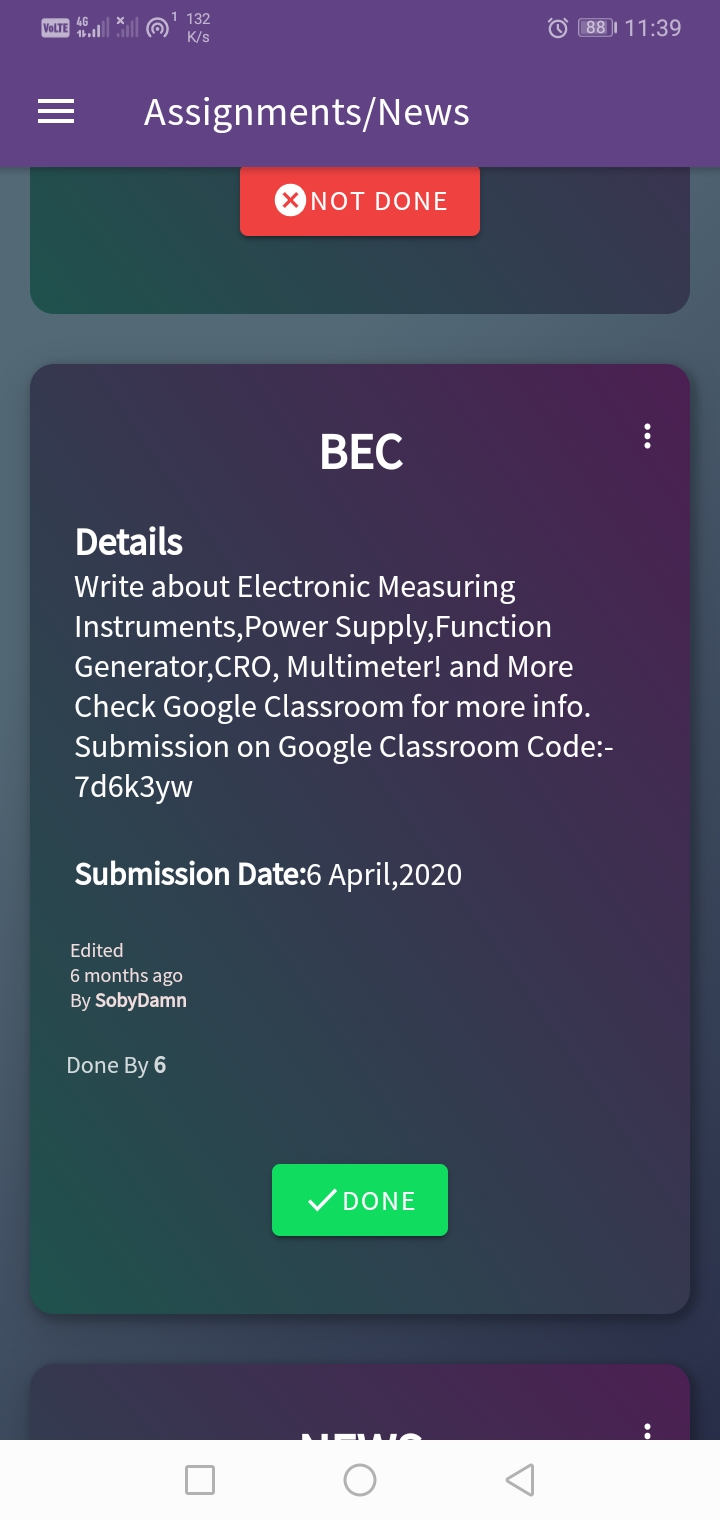 VoLTE 4G 1 132 K/s 88 11:39
Assignments/News
NOT DONE
BEC
Details
Write about Electronic Measuring
Instruments,Power Supply,Function
Generator,CRO, Multimeter! and More
Check Google Classroom for more info.
Submission on Google Classroom Code:-
7d6k3yw
Submission Date:6 April,2020
Edited
6 months ago
By SobyDamn
Done By 6
DONE
NEWS